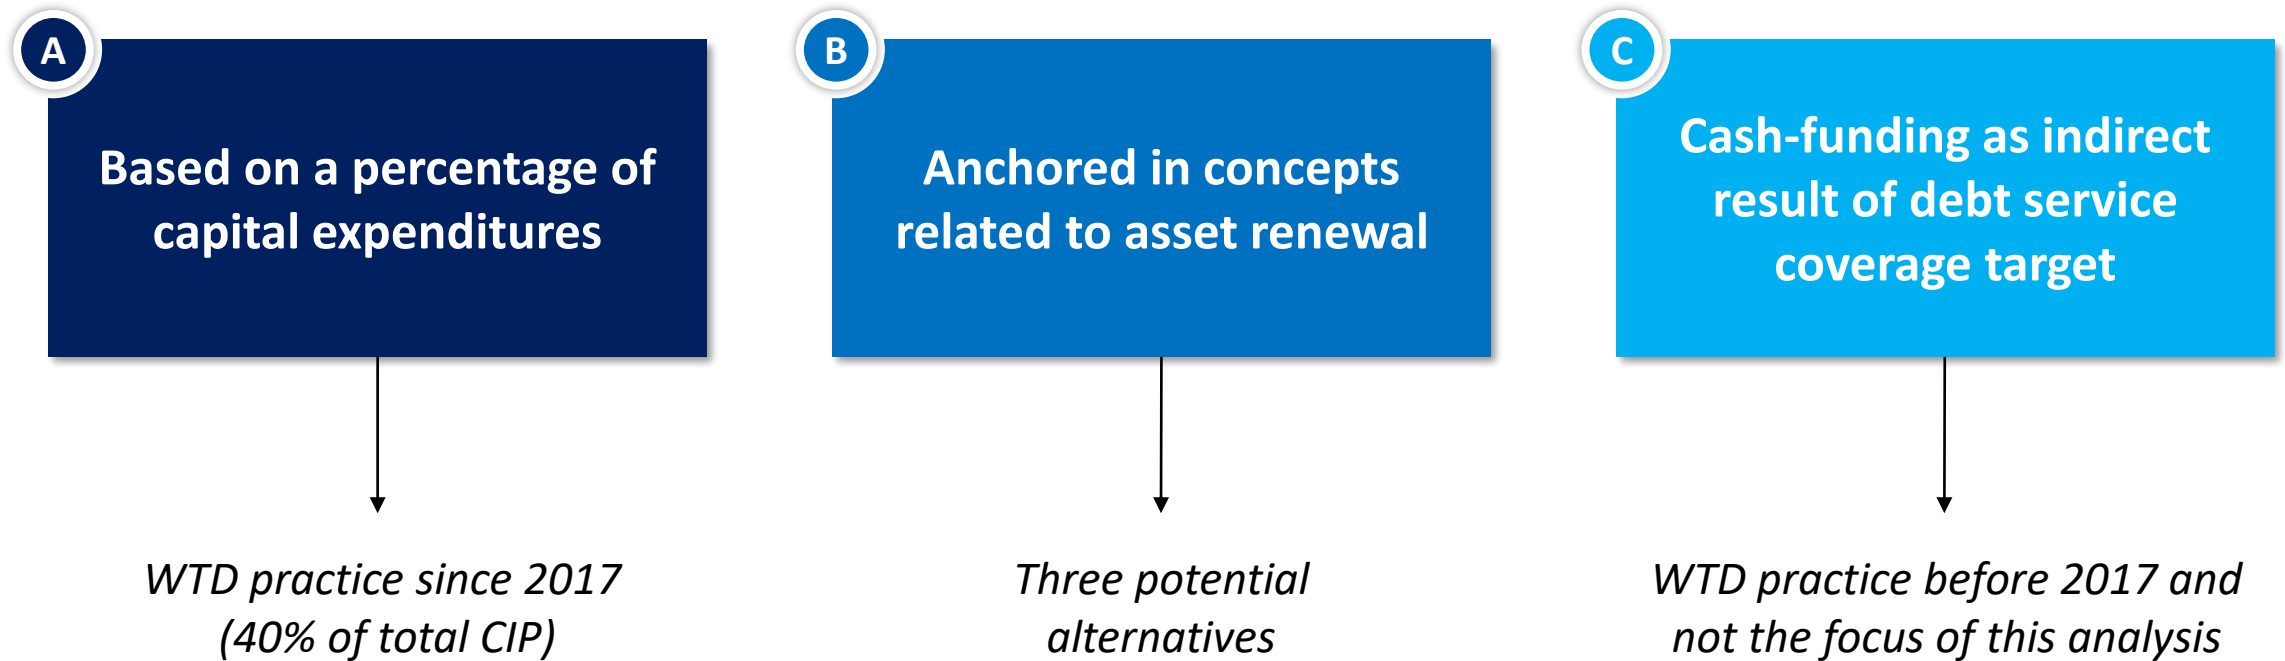 A
Based on a percentage of
capital expenditures
WTD practice since 2017
(40% of total CIP)
B
Anchored in concepts
related to asset renewal
Three potential
alternatives
C
Cash-funding as indirect
result of debt service
coverage target
WTD practice before 2017 and
not the focus of this analysis